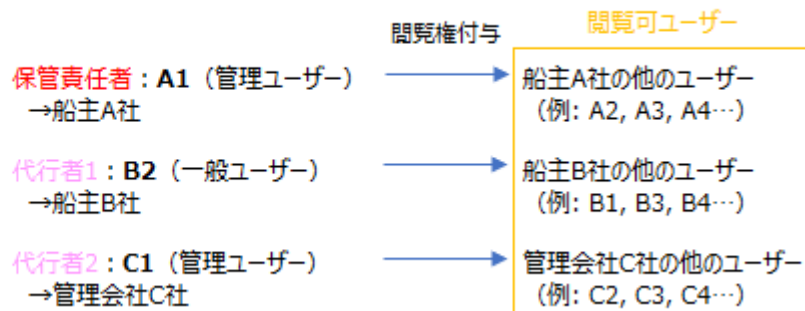 閲覧権付与
閲覧可ユーザー
保管責任者：A1（管理ユーザー）
→船主A社
船主A社の他のユーザー
（例: A2, A3, A4…）
代行者1：B2（一般ユーザー）
→船主B社
船主B社の他のユーザー
（例: B1, B3, B4…）
代行者2：C1（管理ユーザー）
→管理会社C社
管理会社C社の他のユーザー
（例: C2, C3, C4…）